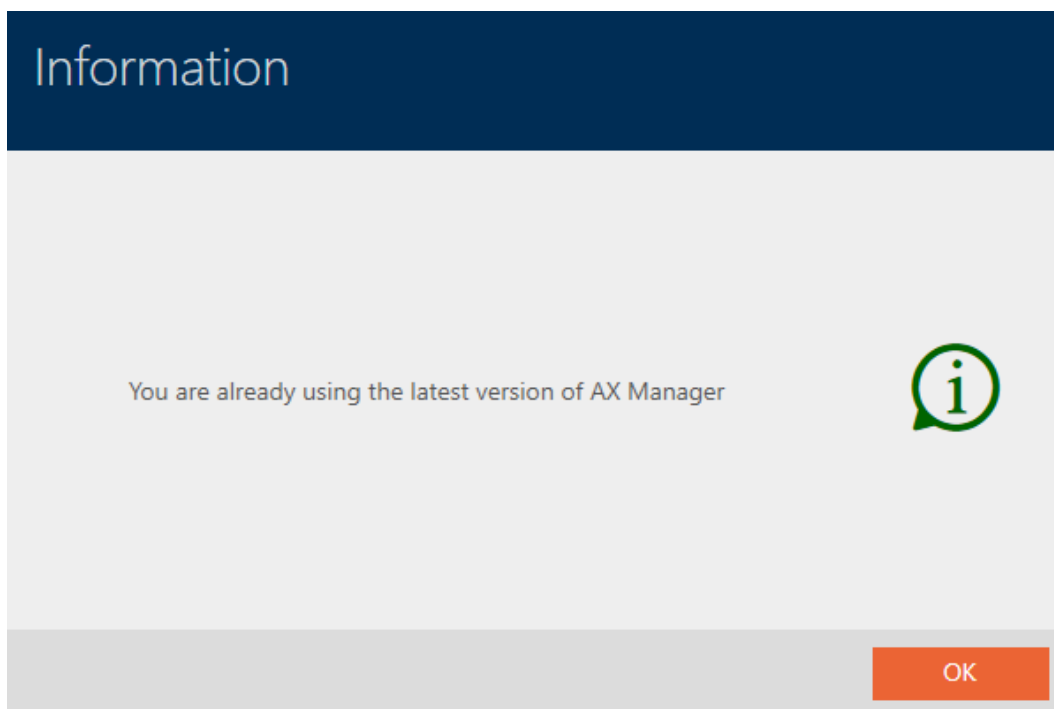 Information
You are already using the latest version of AX Manager
i
OK